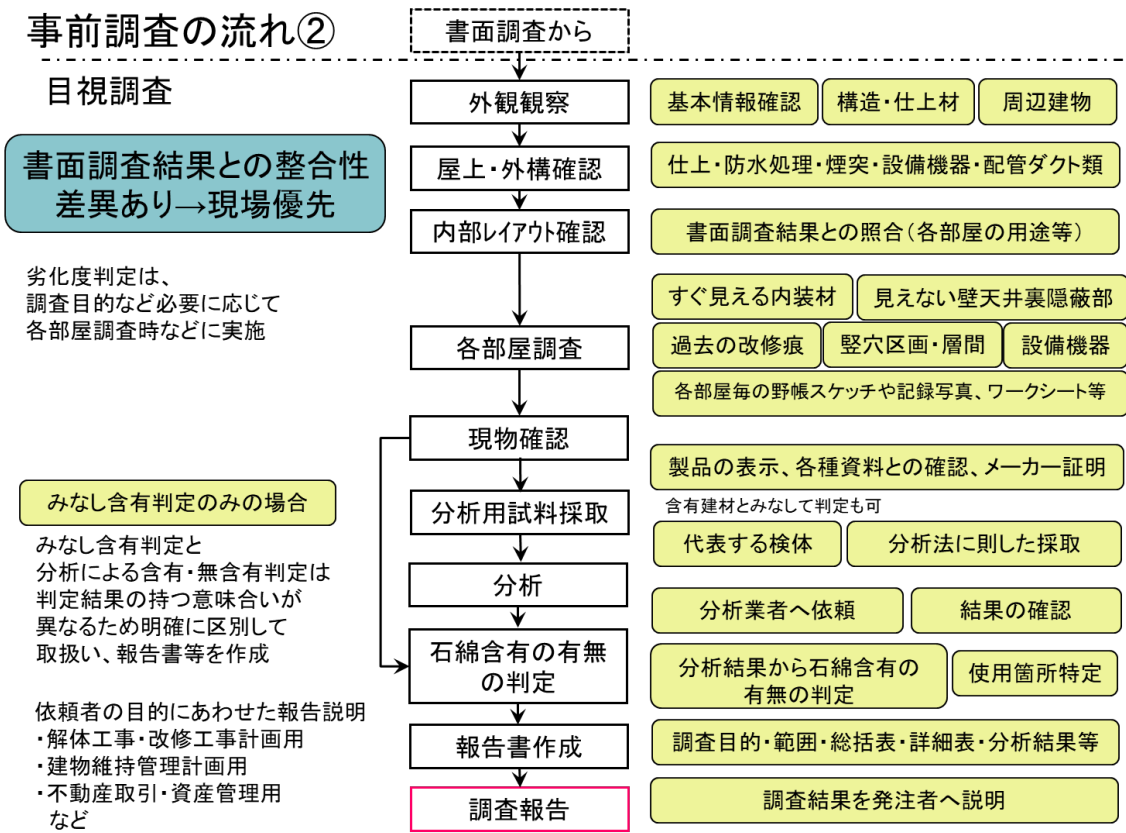 事前調査の流れ②
書面調査から
目視調査
外観観察
基本情報確認
構造・仕上材
周辺建物
書面調査結果との整合性
差異あり→現場優先
屋上・外構確認
仕上・防水処理・煙突・設備機器・配管ダクト類
内部レイアウト確認
書面調査結果との照合（各部屋の用途等）
劣化度判定は、
調査目的など必要に応じて
各部屋調査時などに実施
すぐ見える内装材
見えない壁天井裏隠蔽部
各部屋調査
過去の改修痕
竪穴区画・層間
設備機器
各部屋毎の野帳スケッチや記録写真、ワークシート等
現物確認
製品の表示、各種資料との確認、メーカー証明
みなし含有判定のみの場合
分析用試料採取
含有建材とみなして判定も可
代表する検体
分析法に則した採取
みなし含有判定と
分析による含有・無含有判定は
判定結果の持つ意味合いが
異なるため明確に区別して
取扱い、報告書等を作成
分析
分析業者へ依頼
結果の確認
石綿含有の有無
の判定
分析結果から石綿含有の
有無の判定
使用箇所特定
依頼者の目的にあわせた報告説明
・解体工事・改修工事計画用
・建物維持管理計画用
・不動産取引・資産管理用
など
報告書作成
調査目的・範囲・総括表・詳細表・分析結果等
調査報告
調査結果を発注者へ説明